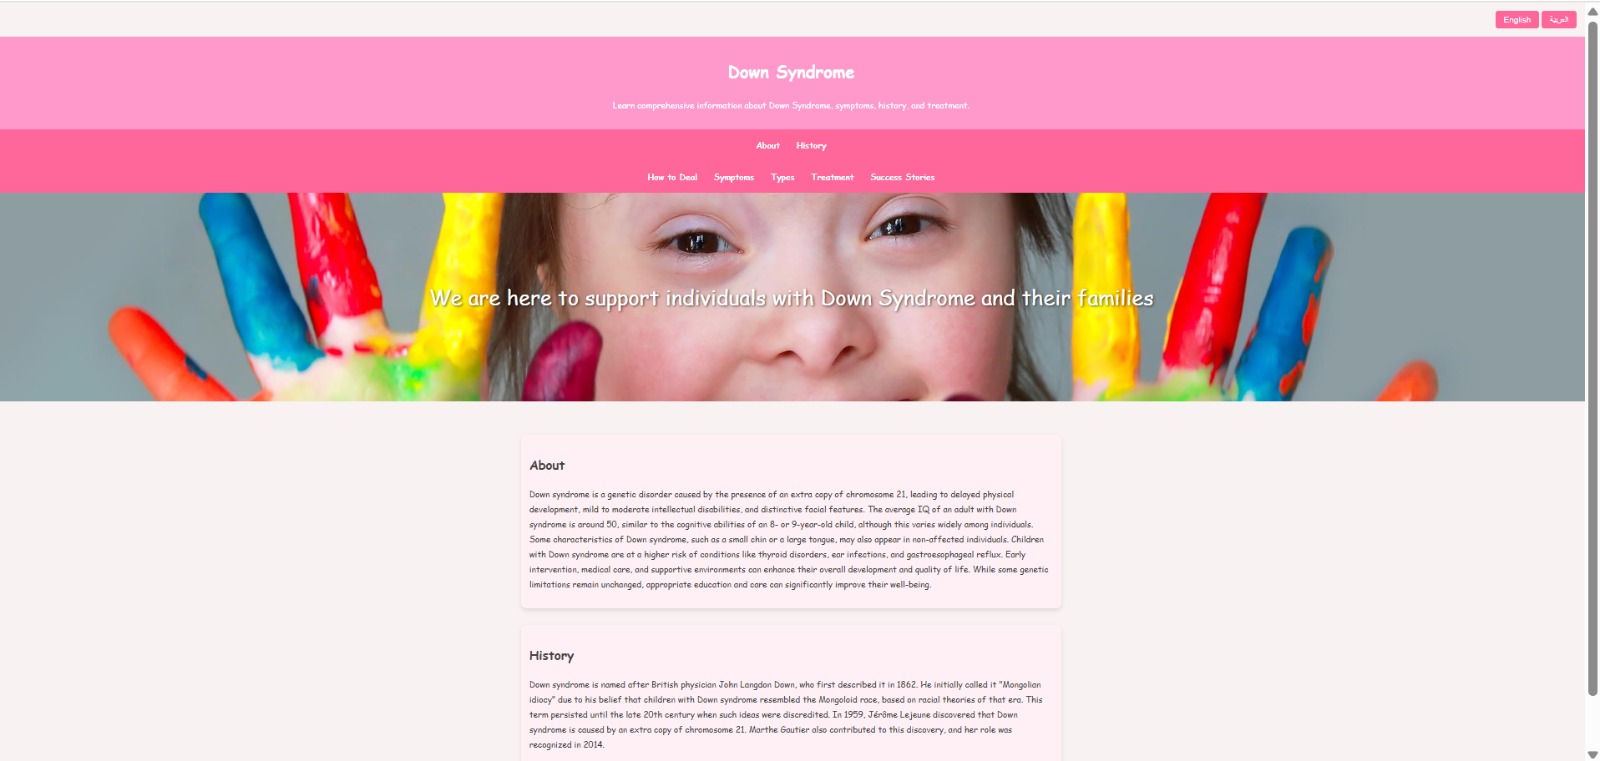 English العربية
Down Syndrome
Learn comprehensive information about Down Syndrome, symptoms, history, and treatment.
About History
How to Deal Symptoms Types Treatment Success Stories
We are here to support individuals with Down Syndrome and their families
About
Down syndrome is a genetic disorder caused by the presence of an extra copy of chromosome 21, leading to delayed physical
development, mild to moderate intellectual disabilities, and distinctive facial features. The average IQ of an adult with Down
syndrome is around 50, similar to the cognitive abilities of an 8- or 9-year-old child, although this varies widely among individuals.
Some characteristics of Down syndrome, such as a small chin or a large tongue, may also appear in non-affected individuals. Children
with Down syndrome are at a higher risk of conditions like thyroid disorders, ear infections, and gastroesophageal reflux. Early
intervention, medical care, and supportive environments can enhance their overall development and quality of life. While some genetic
limitations remain unchanged, appropriate education and care can significantly improve their well-being.
History
Down syndrome is named after British physician John Langdon Down, who first described it in 1862. He initially called it "Mongolian
idiocy" due to his belief that children with Down syndrome resembled the Mongoloid race, based on racial theories of that era. This
term persisted until the late 20th century when such ideas were discredited. In 1959, Jérôme Lejeune discovered that Down
syndrome is caused by an extra copy of chromosome 21. Marthe Gautier also contributed to this discovery, and her role was
recognized in 2014.